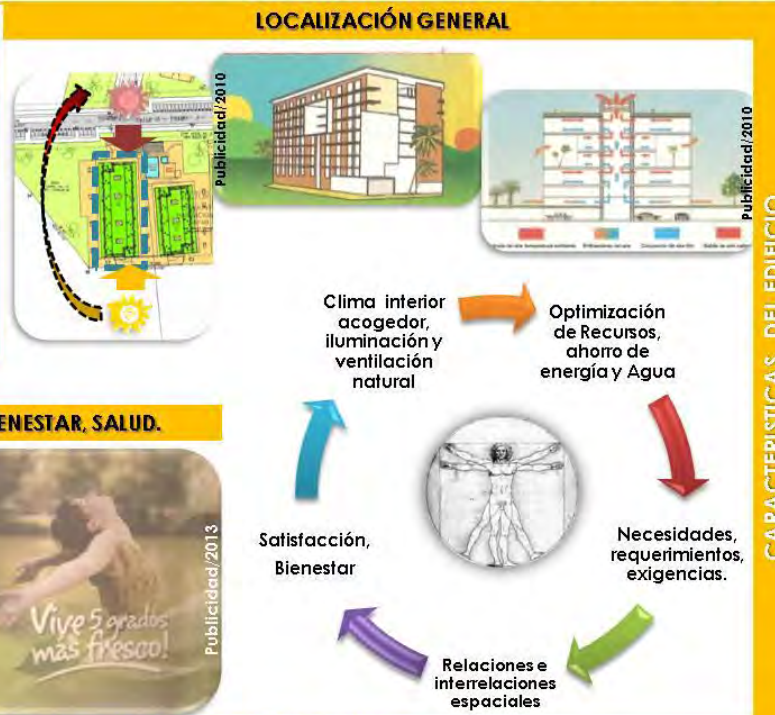 LOCALIZACIÓN GENERAL
Publicidad/2010
Publicidad/2010
Clima interior
acogedor,
iluminación y
ventilación
natural
Optimización
de Recursos,
ahorro de
energía y Agua
ENESTAR, SALUD.
Publicidad/2013
Vive 5 grados
más fresco!
Satisfacción,
Bienestar
Necesidades,
requerimientos,
exigencias.
Relaciones e
interrelaciones
espaciales
CARACTERISTICAS DEL EDIFICIO